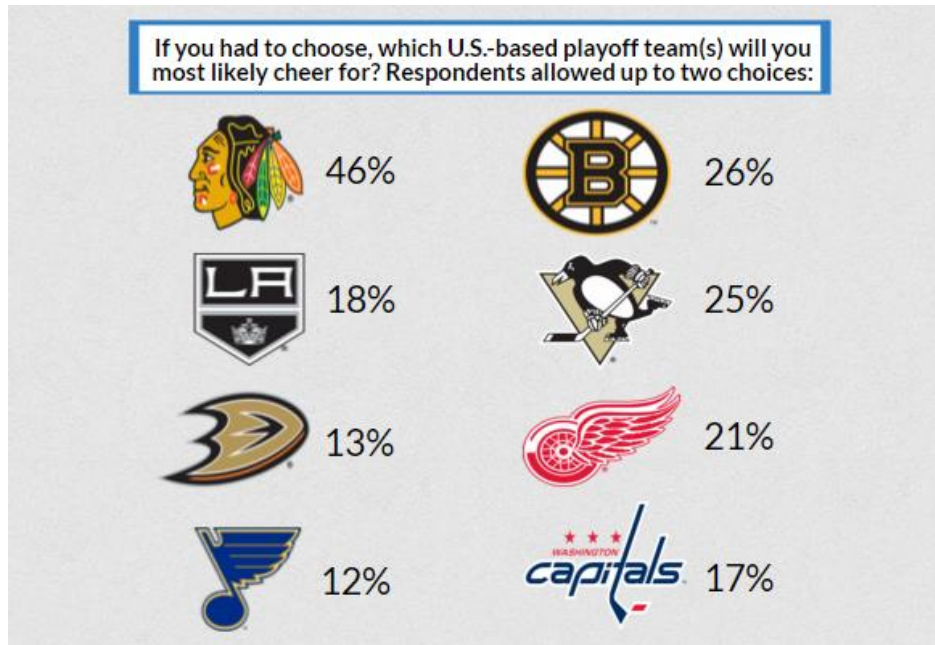 If you had to choose, which U.S.-based playoff team(s) will you
most likely cheer for? Respondents allowed up to two choices:
46%
B
26%
LA
18%
25%
13%
21%
WASHINGTON
capitals
12%
17%